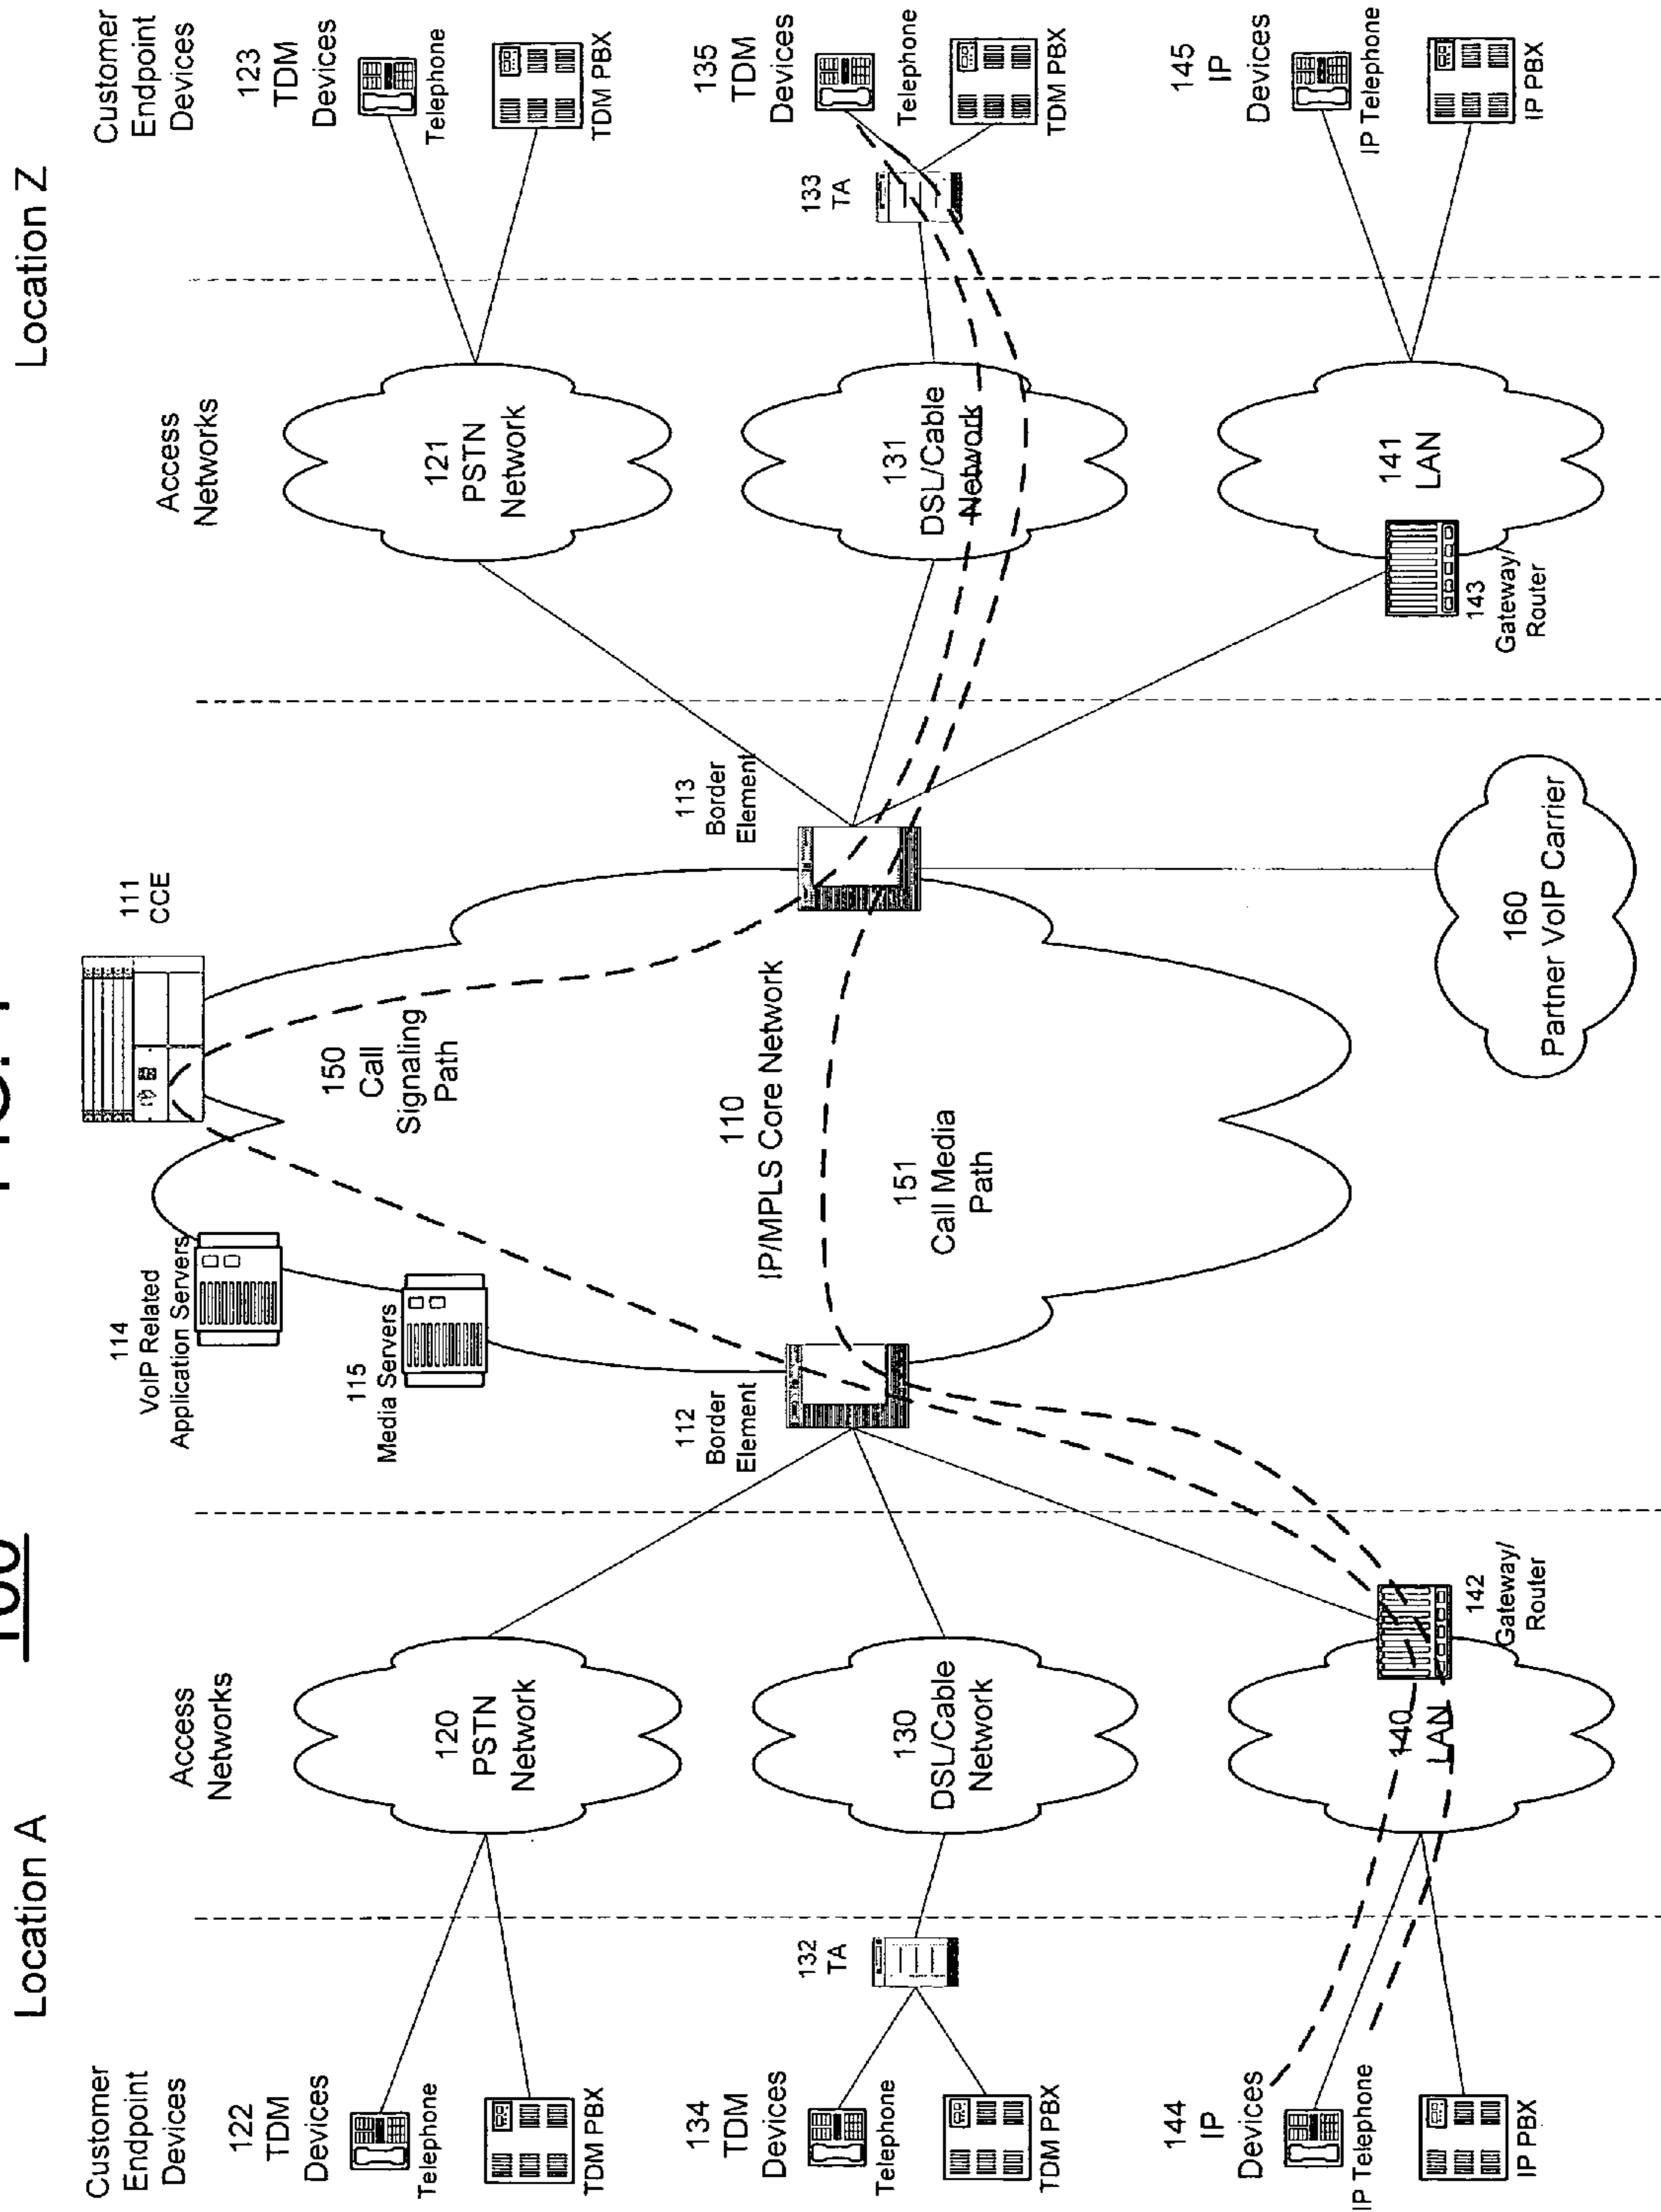 Location A
Location Z
Customer
Endpoint
Devices
Access
Networks
Access
Networks
Customer
Endpoint
Devices
122
TDM
Devices
Telephone
TDM PBX
120
PSTN
Network
114
VoIP Related
Application Servers
115
Media Servers
111
CCE
150
Call
Signaling
Path
121
PSTN
Network
123
TDM
Devices
Telephone
TDM PBX
134
TDM
Devices
Telephone
TDM PBX
132
TA
130
DSL/Cable
Network
112
Border
Element
110
IP/MPLS Core Network
151
Call Media
Path
113
Border
Element
131
DSL/Cable
Network
133
TA
135
TDM
Devices
Telephone
TDM PBX
144
IP
Devices
IP Telephone
IP PBX
140
LAN
142
Gateway/
Router
160
Partner VoIP Carrier
143
Gateway/
Router
141
LAN
145
IP
Devices
IP Telephone
IP PBX